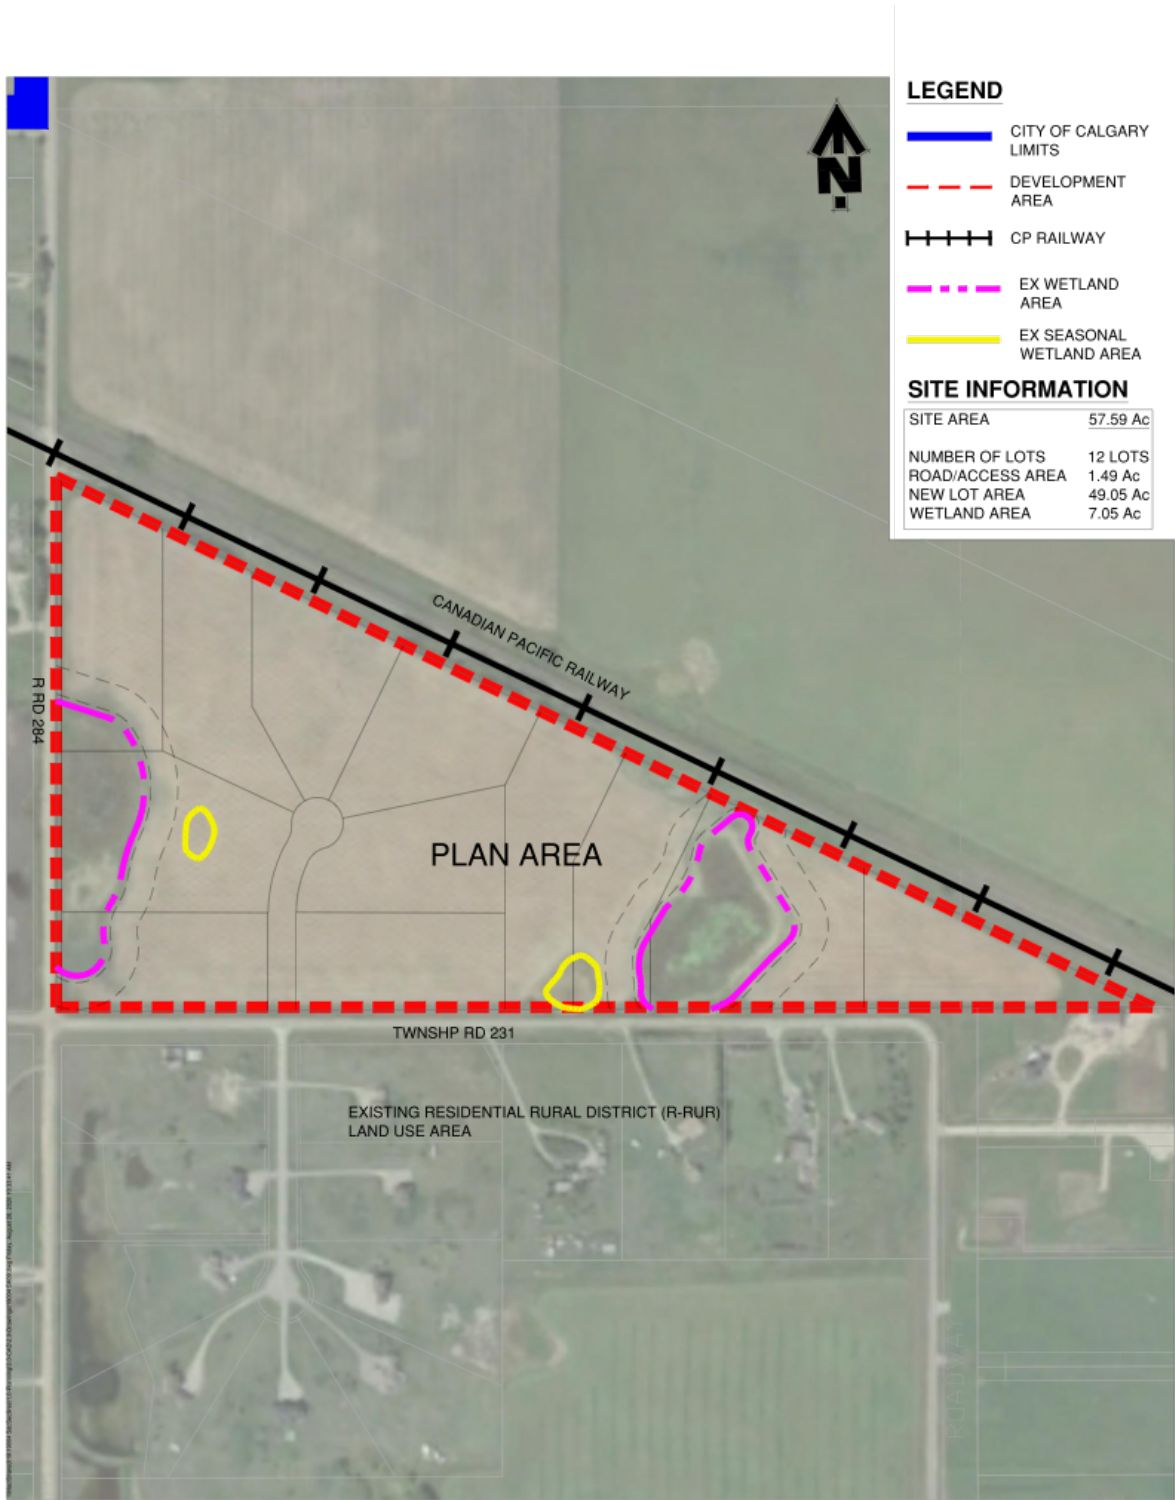 LEGEND
CITY OF CALGARY
LIMITS
DEVELOPMENT
AREA
CP RAILWAY
EX WETLAND
AREA
EX SEASONAL
WETLAND AREA
SITE INFORMATION
SITE AREA 57.59 Ac
NUMBER OF LOTS 12 LOTS
ROAD/ACCESS AREA 1.49 Ac
NEW LOT AREA 49.05 Ac
WETLAND AREA 7.05 Ac
N
CANADIAN PACIFIC RAILWAY
R RD 284
PLAN AREA
TWNSHP RD 231
EXISTING RESIDENTIAL RURAL DISTRICT (R-RUR)
LAND USE AREA
ROADWAY